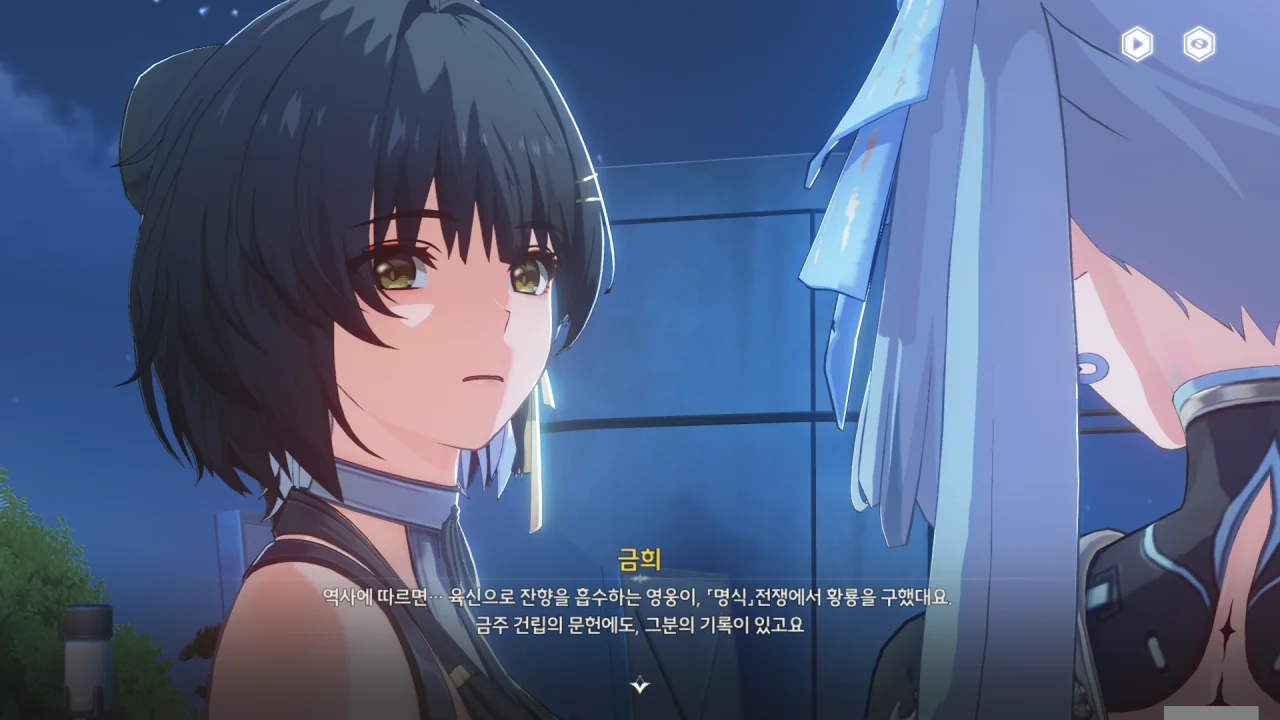 금희
역사에 따르면… 육신으로 잔향을 흡수하는 영웅이, 「명식」전쟁에서 황룡을 구했대요.
금주 건립의 문헌에도, 그분의 기록이 있고요